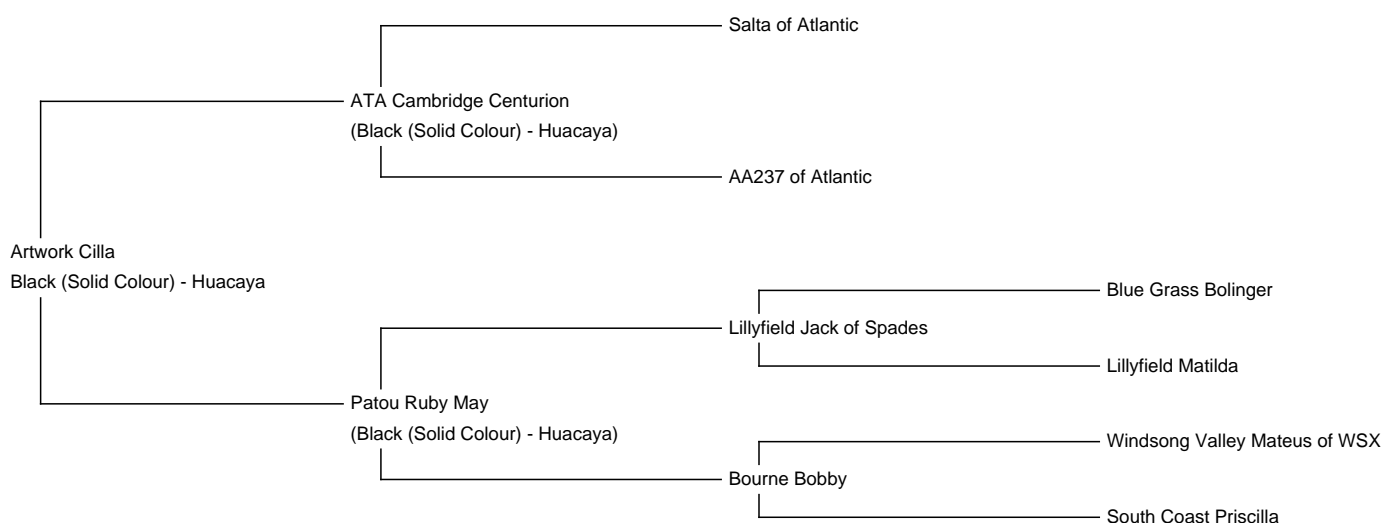 Salta of Atlantic
ATA Cambridge Centurion
(Black (Solid Colour) - Huacaya)
AA237 of Atlantic
Artwork Cilla
Black (Solid Colour) - Huacaya
Blue Grass Bolinger
Lillyfield Jack of Spades
Lillyfield Matilda
Patou Ruby May
(Black (Solid Colour) - Huacaya)
Windsong Valley Mateus of WSX
Bourne Bobby
South Coast Priscilla